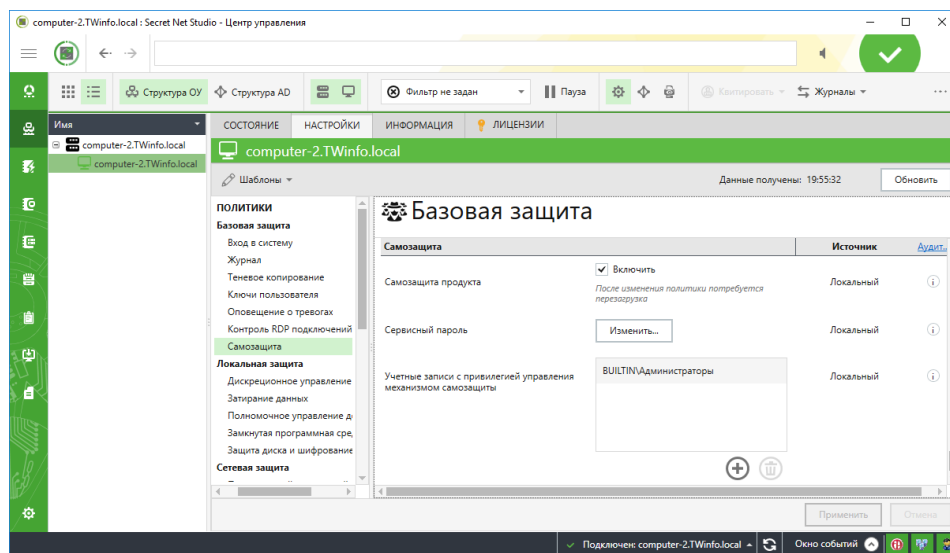 computer-2.TWinfo.local : Secret Net Studio - Центр управления
Структура ОУ
Структура AD
Фильтр не задан
Пауза
Квитировать
Журналы
Имя
computer-2.TWinfo.local
computer-2.TWinfo.local
СОСТОЯНИЕ НАСТРОЙКИ ИНФОРМАЦИЯ ЛИЦЕНЗИИ
computer-2.TWinfo.local
Шаблоны
Данные получены: 19:55:32
Обновить
ПОЛИТИКИ
Базовая защита
Вход в систему
Журнал
Теневое копирование
Ключи пользователя
Оповещение о тревогах
Контроль RDP подключений
Самозащита
Локальная защита
Дискреционное управление
Затирание данных
Полномочное управление д
Замкнутая программная сре,
Защита диска и шифрование
Сетевая защита
Базовая защита
Самозащита Источник Аудит..
Самозащита продукта
Включить
После изменения политики потребуется
перезагрузка
Локальный
Сервисный пароль
Изменить...
Локальный
Учетные записи с привилегией управления
механизмом самозащиты
BUILTIN\Администраторы
Локальный
Применить
Отмена
Подключен: computer-2.TWinfo.local
Окно событий